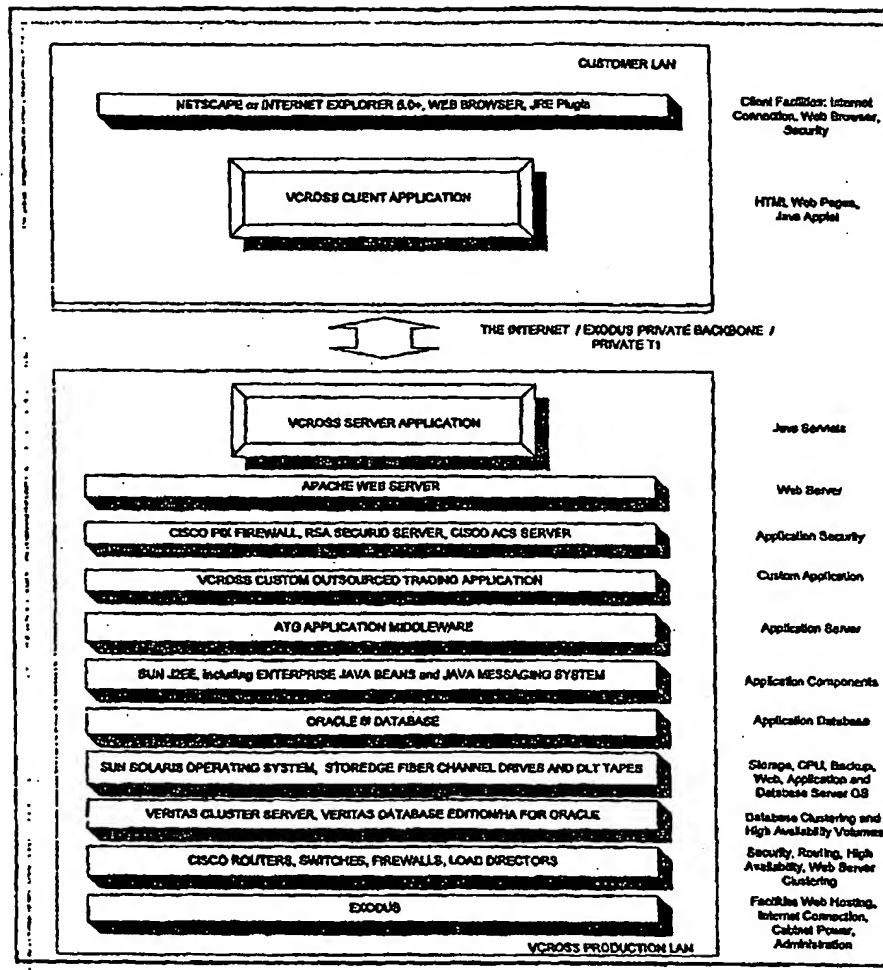 CUSTOMER LAN
NETSCAPE or INTERNET EXPLORER 5.0+, WEB BROWSER, JRE Plugin
Client Facilities: Internet
Connection, Web Browser,
Security
VCROSS CLIENT APPLICATION
HTML Web Pages,
Java Applet
THE INTERNET / EXODUS PRIVATE BACKBONE /
PRIVATE T1
VCROSS SERVER APPLICATION
Java Servlets
APACHE WEB SERVER
Web Server
CISCO PIX FIREWALL, RSA SECURID SERVER, CISCO ACS SERVER
Application Security
VCROSS CUSTOM OUTSOURCED TRADING APPLICATION
Custom Application
ATG APPLICATION MIDDLEWARE
Application Server
SUN J2EE, including ENTERPRISE JAVA BEANS and JAVA MESSAGING SYSTEM
Application Components
ORACLE 8i DATABASE
Application Database
SUN SOLARIS OPERATING SYSTEM, STOREDGE FIBER CHANNEL DRIVES AND DLT TAPES
Storage, CPU, Backup,
Web, Application and
Database Server OS
VERITAS CLUSTER SERVER, VERITAS DATABASE EDITION/HA FOR ORACLE
Database Clustering and
High Availability Volumes
CISCO ROUTERS, SWITCHES, FIREWALLS, LOAD DIRECTORS
Security, Routing, High
Availability, Web Server
Clustering
EXODUS
Facilities Web Hosting,
Internet Connection,
Cabinet Power,
Administration
VCROSS PRODUCTION LAN